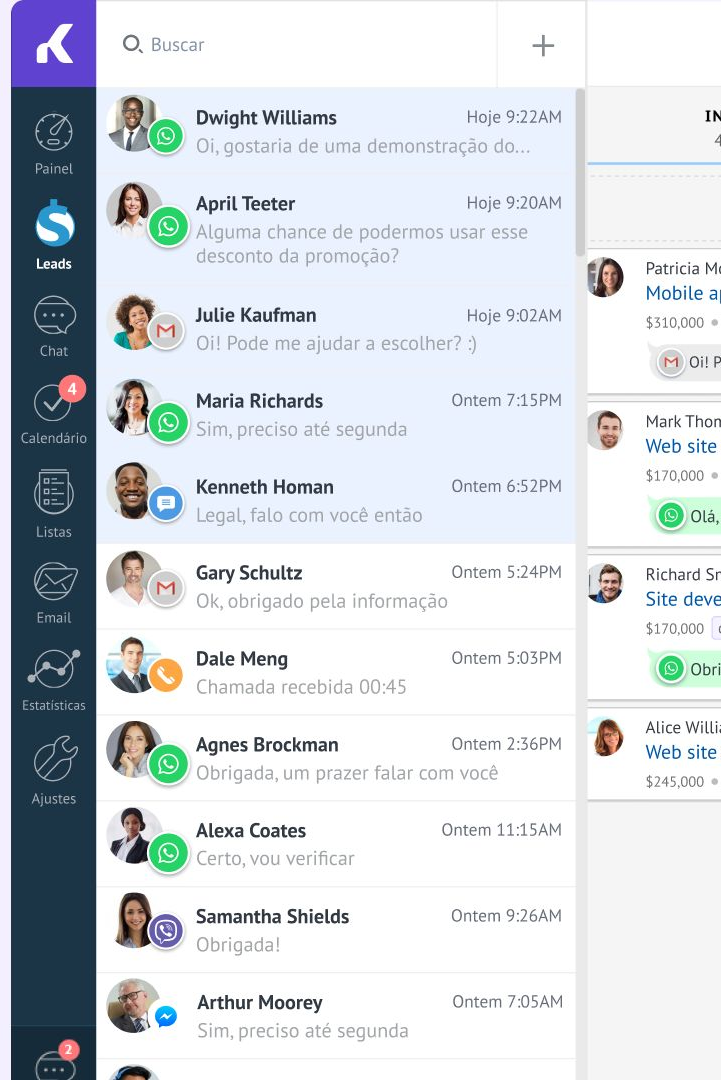 Buscar
Painel
Leads
Chat
4
Calendário
Listas
Email
Estatísticas
Ajustes
2
Dwight Williams
Hoje 9:22AM
Oi, gostaria de uma demonstração do...
April Teeter
Hoje 9:20AM
Alguma chance de podermos usar esse
desconto da promoção?
Julie Kaufman
Hoje 9:02AM
Oi! Pode me ajudar a escolher? :)
Maria Richards
Ontem 7:15PM
Sim, preciso até segunda
Kenneth Homan
Ontem 6:52PM
Legal, falo com você então
Gary Schultz
Ontem 5:24PM
Ok, obrigado pela informação
Dale Meng
Ontem 5:03PM
Chamada recebida 00:45
Agnes Brockman
Ontem 2:36PM
Obrigada, um prazer falar com você
Alexa Coates
Ontem 11:15AM
Certo, vou verificar
Samantha Shields
Ontem 9:26AM
Obrigada!
Arthur Moorey
Ontem 7:05AM
Sim, preciso até segunda
IN
4
Patricia Mc
Mobile a
$310,000
Oi! P
Mark Thom
Web site
$170,000
Olá,
Richard Sm
Site deve
$170,000
Obri
Alice Willi
Web site
$245,000